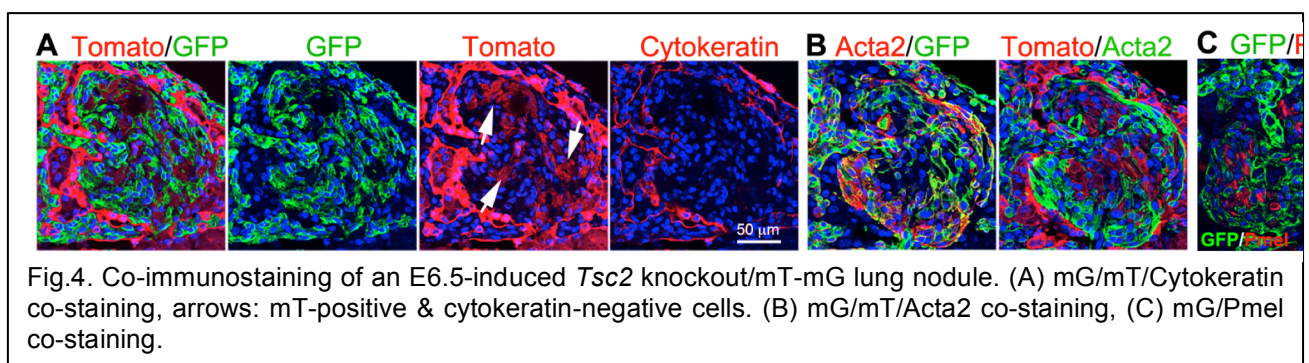 A Tomato/GFP GFP Tomato Cytokeratin B Acta2/GFP Tomato/Acta2 C GFP/
50 µm
GFP/Pmel
Fig.4. Co-immunostaining of an E6.5-induced Tsc2 knockout/mT-mG lung nodule. (A) mG/mT/Cytokeratin
co-staining, arrows: mT-positive & cytokeratin-negative cells. (B) mG/mT/Acta2 co-staining, (C) mG/Pmel
co-staining.